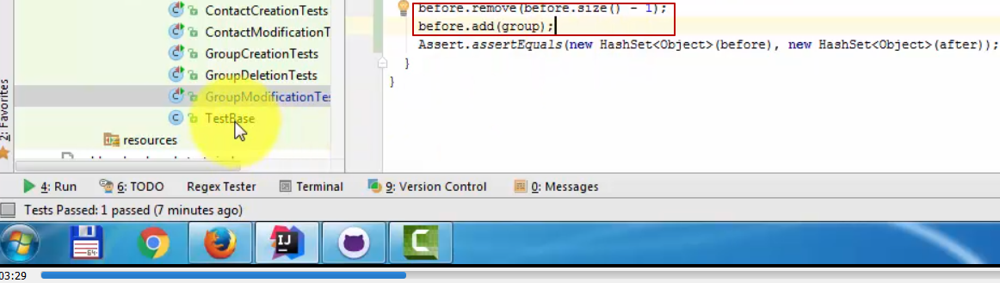 ContactCreationTests
ContactModificationT
GroupCreationTests
GroupDeletionTests
GroupModificationTes
TestBase
resources
before.remove(before.size() - 1);
before.add(group);
Assert.assertEquals(new HashSet<Object>(before), new HashSet<Object>(after));
}
}
2: Favorites
4: Run
6: TODO
Regex Tester
Terminal
9: Version Control
0: Messages
Tests Passed: 1 passed (7 minutes ago)
64
IJ
C
03:29